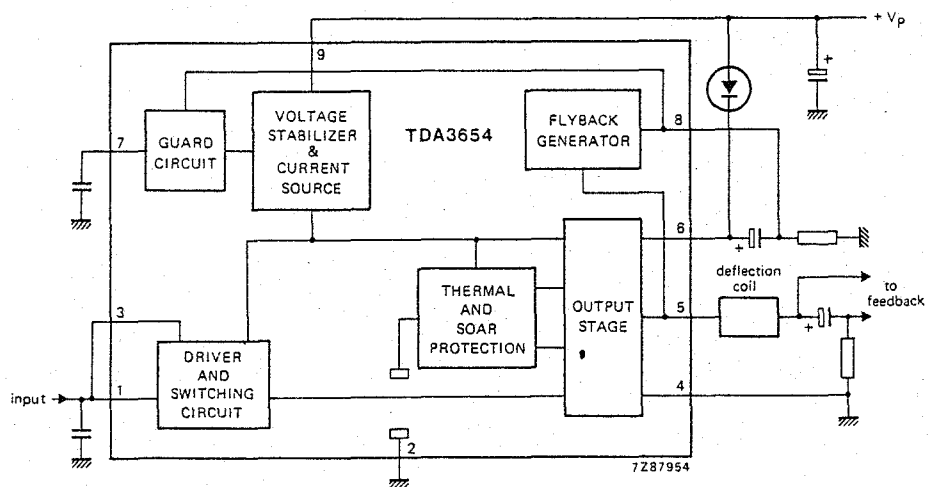 + Vp
9
VOLTAGE
STABILIZER
&
CURRENT
SOURCE
TDA3654
FLYBACK
GENERATOR
8
7
GUARD
CIRCUIT
+
6
+
THERMAL
AND
SOAR
PROTECTION
OUTPUT
STAGE
deflection
coil
to
feedback
5
+
3
DRIVER
AND
SWITCHING
CIRCUIT
input
1
4
2
7Z87954